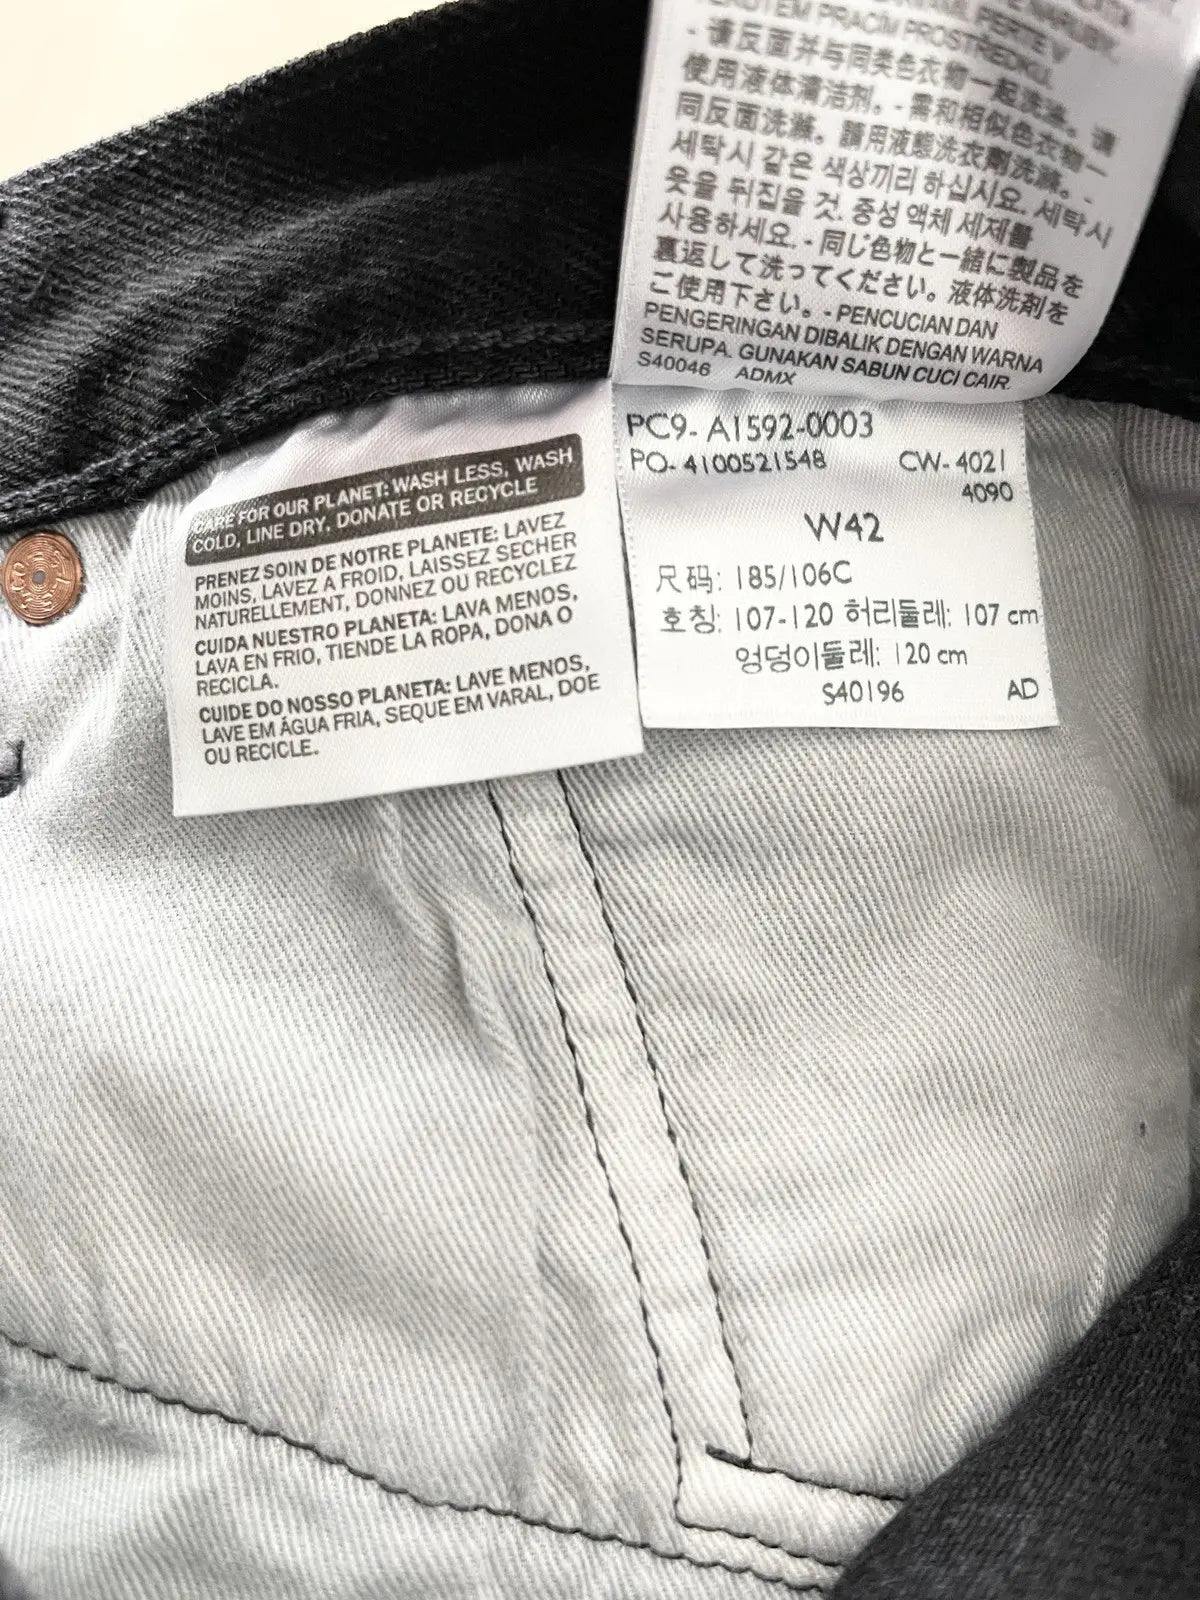 TEKUTÉM PRACÍM PROSTŘEDKU.
- 请反面并与同类色衣物一起洗涤。请
使用液体清洁剂。- 需和相似色衣物一
同反面洗滌。請用液態洗衣劑洗滌。-
세탁시 같은 색상끼리 하십시요. 세탁시
옷을 뒤집을 것. 중성 액체 세제를
사용하세요. - 同じ色物と一緒に製品を
裏返して洗ってください。液体洗剤を
ご使用下さい。- PENCUCIAN DAN
PENGERINGAN DIBALIK DENGAN WARNA
SERUPA. GUNAKAN SABUN CUCI CAIR.
S40046 ADMX
CARE FOR OUR PLANET: WASH LESS, WASH
COLD, LINE DRY, DONATE OR RECYCLE
PRENEZ SOIN DE NOTRE PLANETE: LAVEZ
MOINS, LAVEZ A FROID, LAISSEZ SECHER
NATURELLEMENT, DONNEZ OU RECYCLEZ
CUIDA NUESTRO PLANETA: LAVA MENOS,
LAVA EN FRIO, TIENDE LA ROPA, DONA O
RECICLA.
CUIDE DO NOSSO PLANETA: LAVE MENOS,
LAVE EM ÁGUA FRIA, SEQUE EM VARAL, DOE
OU RECICLE.
PC9- A1592-0003
PO- 4100521548 CW- 4021
4090
W42
尺码: 185/106C
호칭: 107-120 허리둘레: 107 cm
엉덩이둘레: 120 cm
S40196 AD